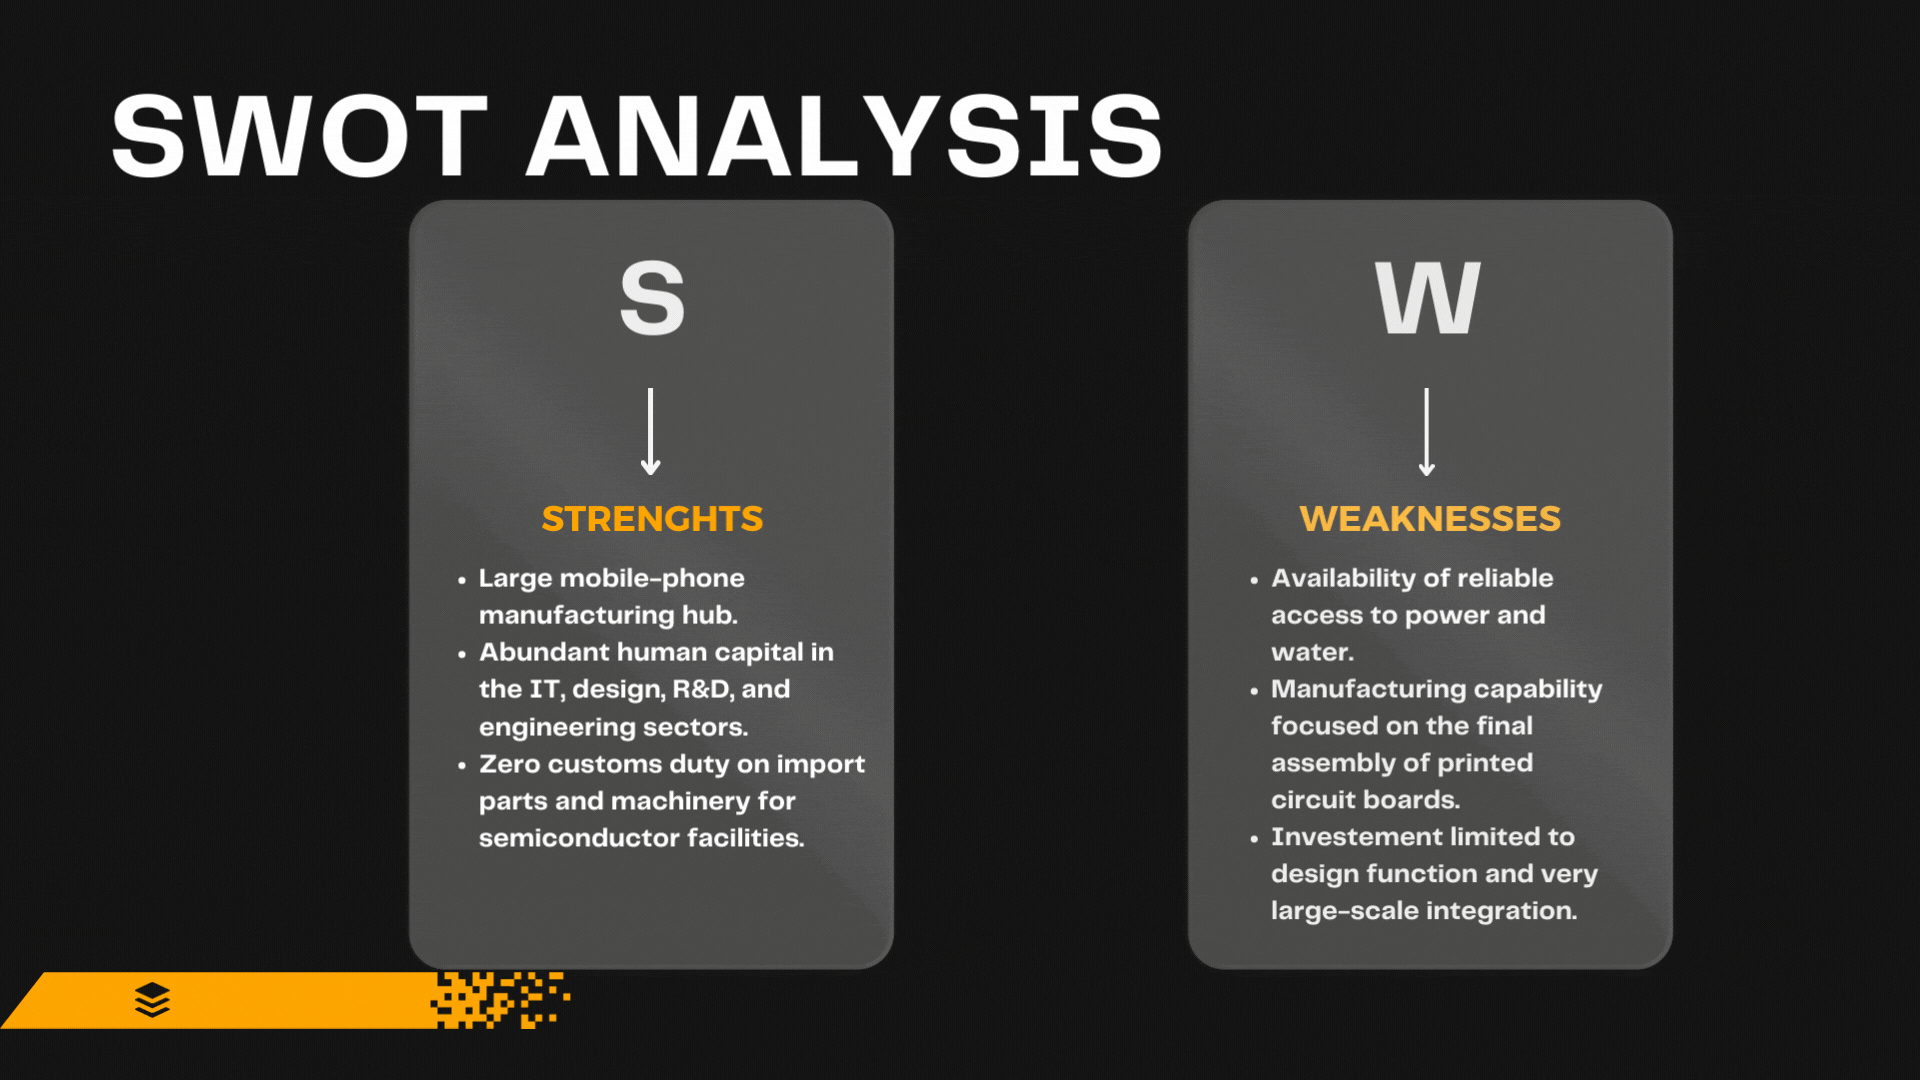 SWOT ANALYSIS
S
STRENGHTS
• Large mobile-phone
manufacturing hub.
• Abundant human capital in
the IT, design, R&D, and
engineering sectors.
• Zero customs duty on import
parts and machinery for
semiconductor facilities.
W
WEAKNESSES
• Availability of reliable
access to power and
water.
• Manufacturing capability
focused on the final
assembly of printed
circuit boards.
• Investement limited to
design function and very
large-scale integration.